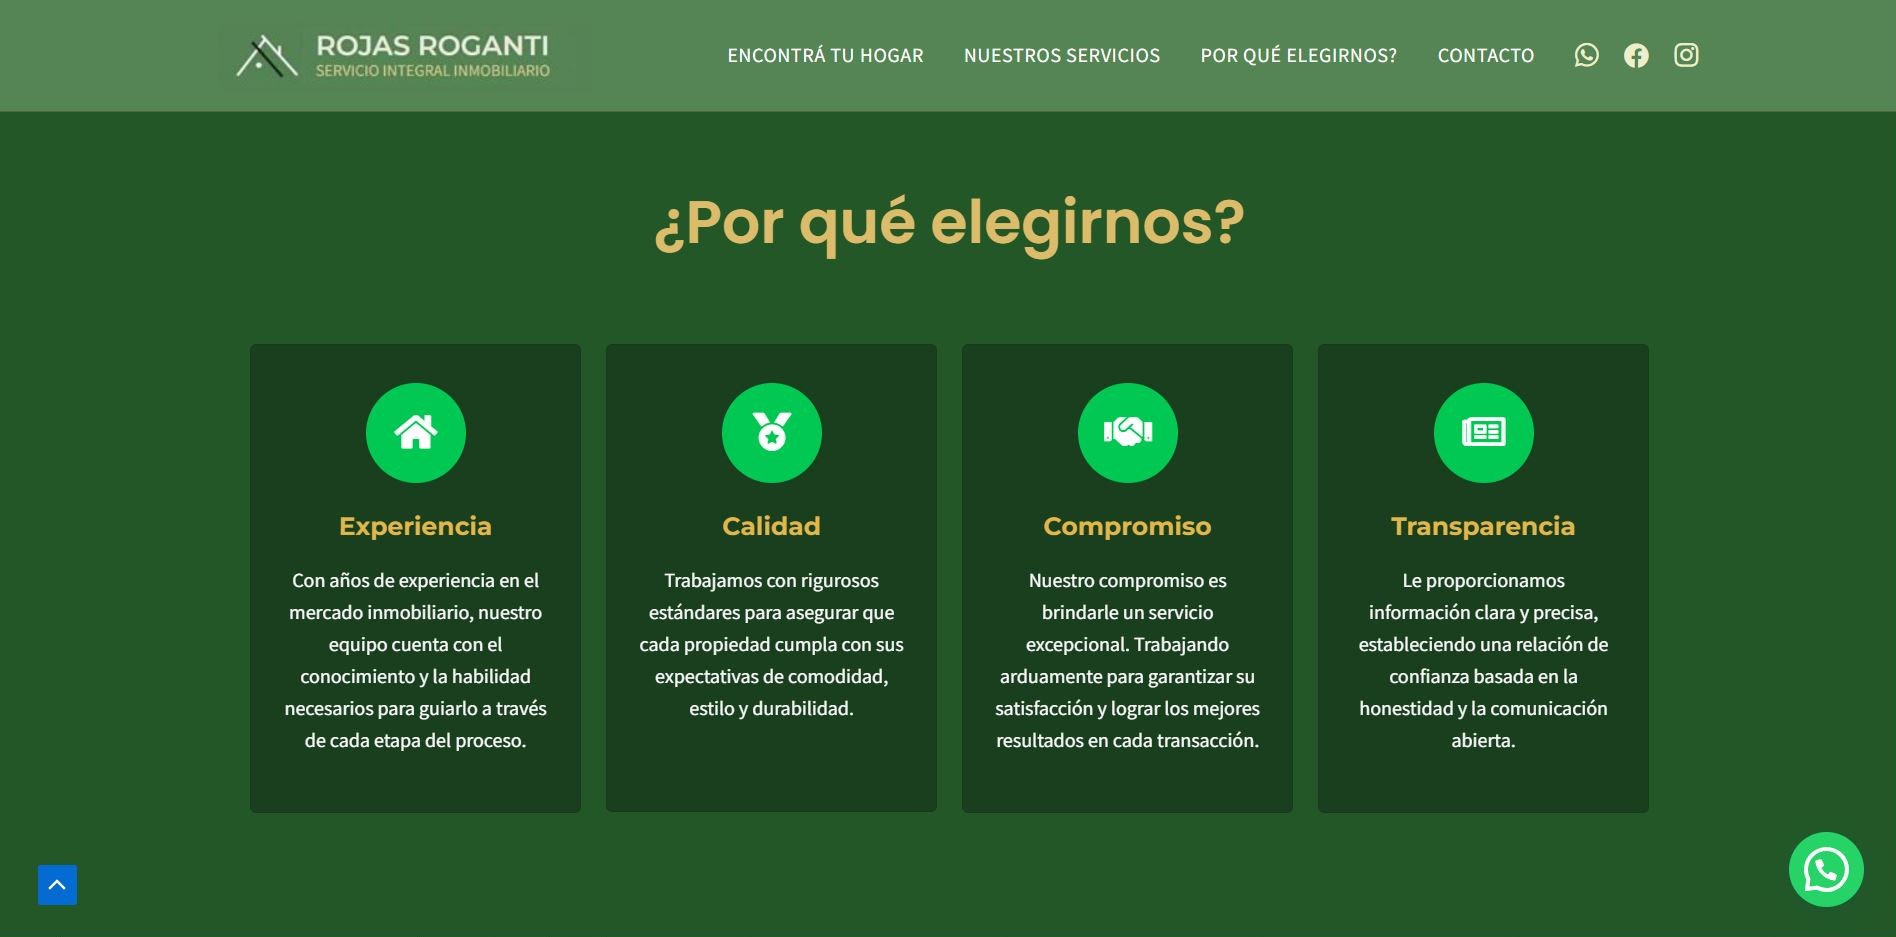 ROJAS ROGANTI
SERVICIO INTEGRAL INMOBILIARIO
ENCONTRÁ TU HOGAR
NUESTROS SERVICIOS
POR QUÉ ELEGIRNOS?
CONTACTO
¿Por qué elegirnos?
Experiencia
Con años de experiencia en el
mercado inmobiliario, nuestro
equipo cuenta con el
conocimiento y la habilidad
necesarios para guiarlo a través
de cada etapa del proceso.
Calidad
Trabajamos con rigurosos
estándares para asegurar que
cada propiedad cumpla con sus
expectativas de comodidad,
estilo y durabilidad.
Compromiso
Nuestro compromiso es
brindarle un servicio
excepcional. Trabajando
arduamente para garantizar su
satisfacción y lograr los mejores
resultados en cada transacción.
Transparencia
Le proporcionamos
información clara y precisa,
estableciendo una relación de
confianza basada en la
honestidad y la comunicación
abierta.